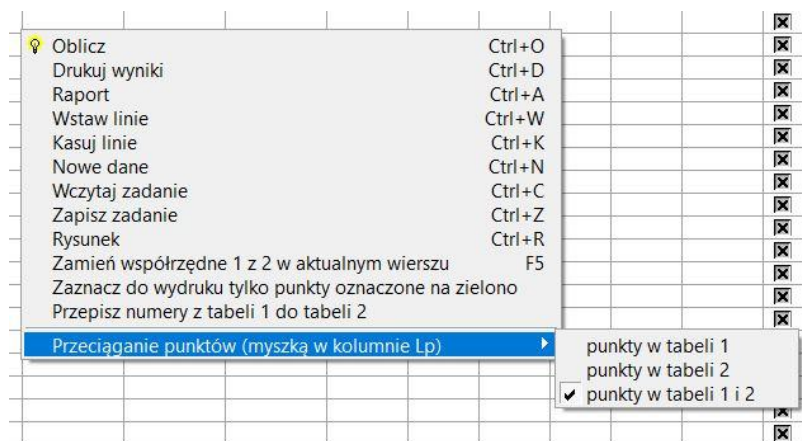 Oblicz Ctrl+O
Drukuj wyniki Ctrl+D
Raport Ctrl+A
Wstaw linie Ctrl+W
Kasuj linie Ctrl+K
Nowe dane Ctrl+N
Wczytaj zadanie Ctrl+C
Zapisz zadanie Ctrl+Z
Rysunek Ctrl+R
Zamień współrzędne 1 z 2 w aktualnym wierszu F5
Zaznacz do wydruku tylko punkty oznaczone na zielono
Przepisz numery z tabeli 1 do tabeli 2
Przeciąganie punktów (myszką w kolumnie Lp)
punkty w tabeli 1
punkty w tabeli 2
punkty w tabeli 1 i 2